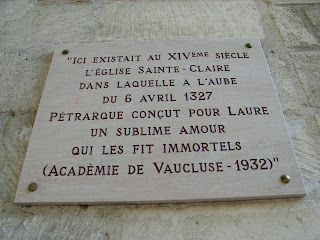 "Ici existait au XIVème siècle
l'église Sainte-Claire
dans laquelle a l'aube
du 6 avril 1327
Pétrarque conçut pour Laure
un sublime amour
qui les fit immortels
(Acadèmie de Vaucluse-1932)"